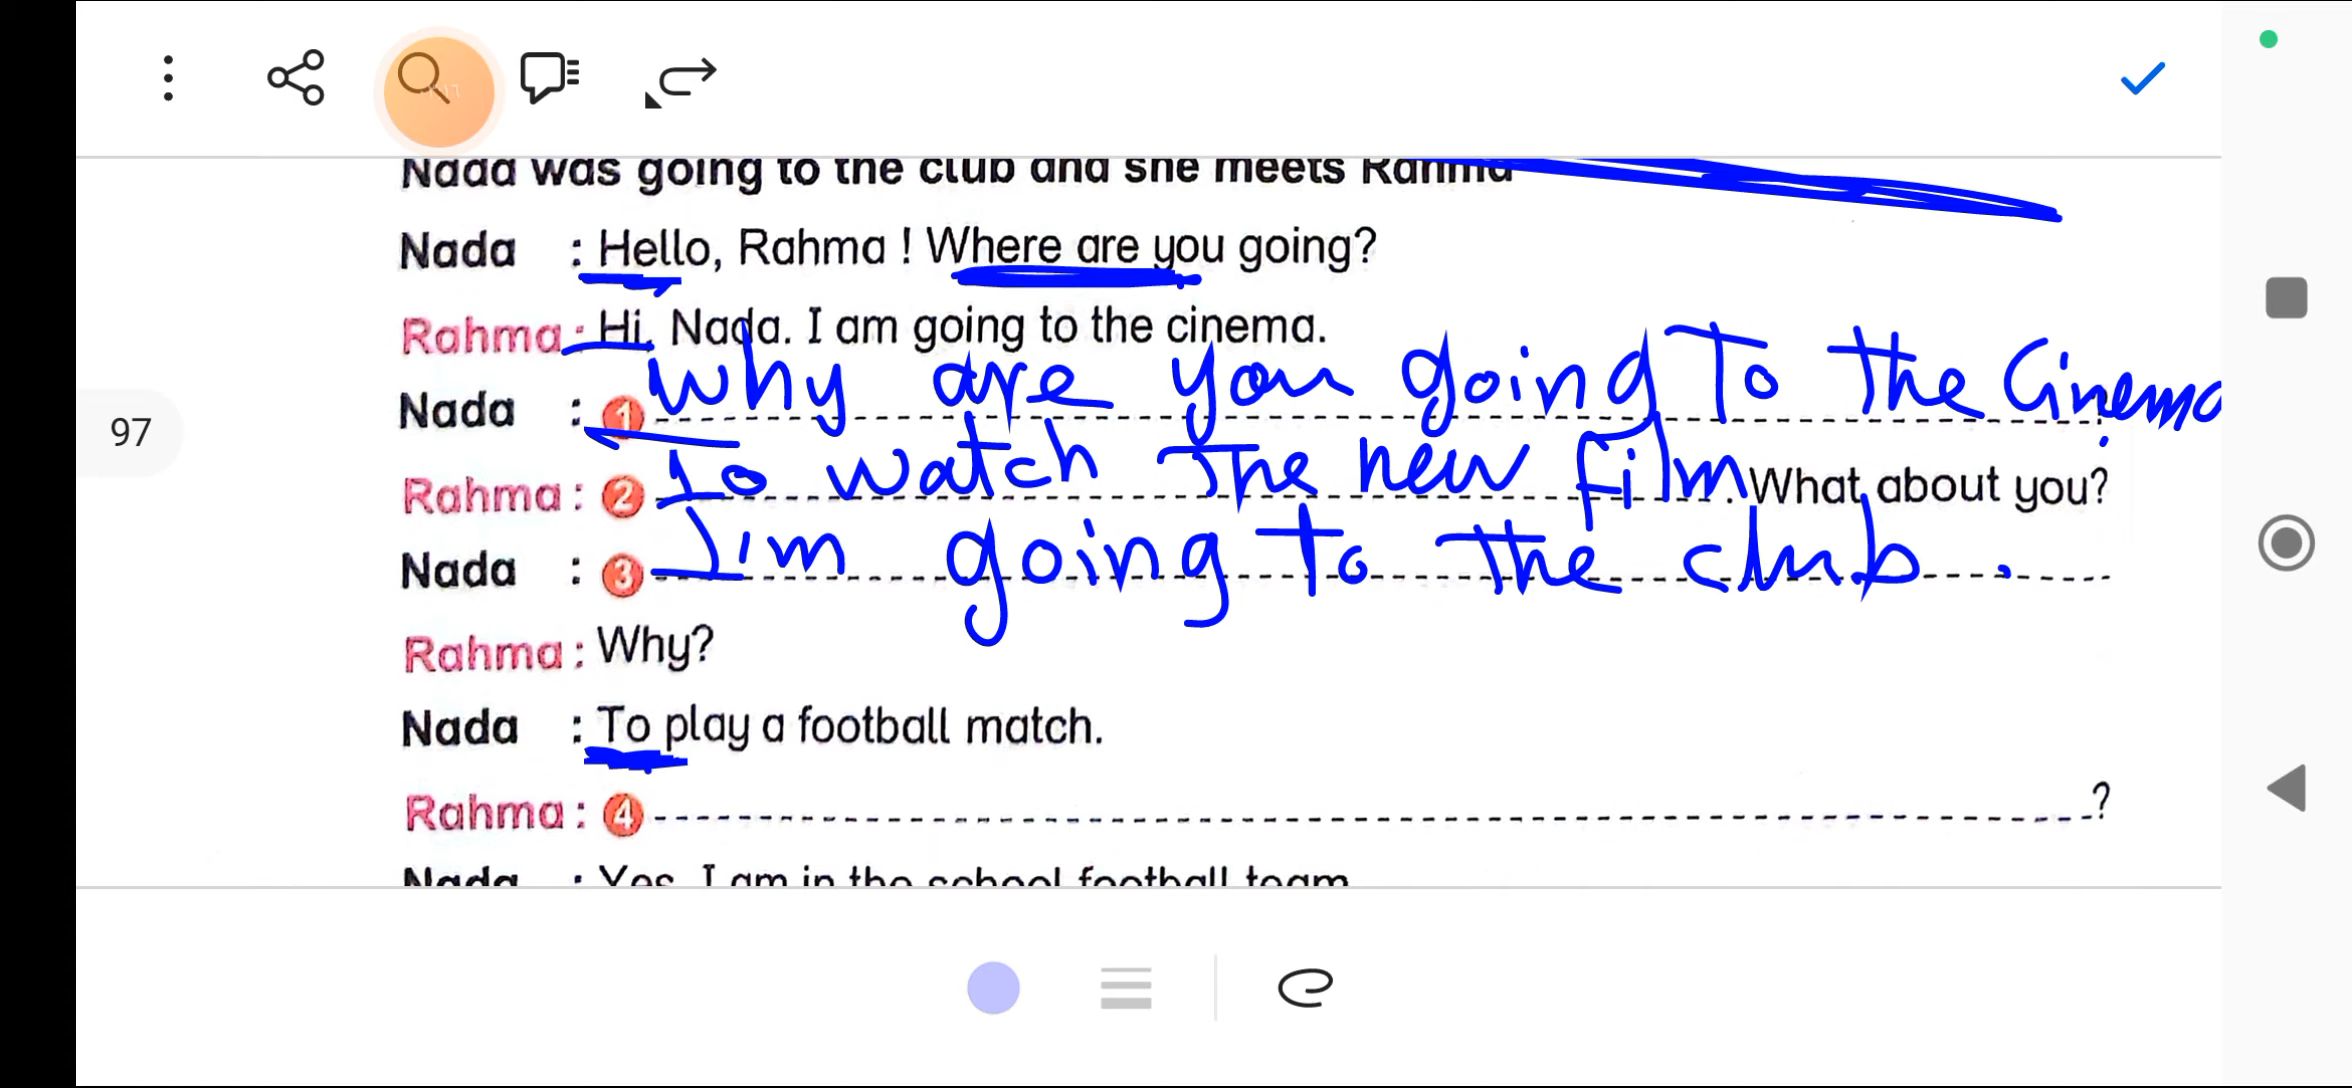 Nada was going to the club and she meets Rahma
Nada : Hello, Rahma ! Where are you going?
Rahma : Hi, Nada. I am going to the cinema.
Nada : 1 Why are you going To the Cinema ?
Rahma : 2 To watch The new film. What about you?
Nada : 3 I'm going to The club.
Rahma : Why?
Nada : To play a football match.
Rahma : 4 ?
Nada : Yes, I am in the school football team
97